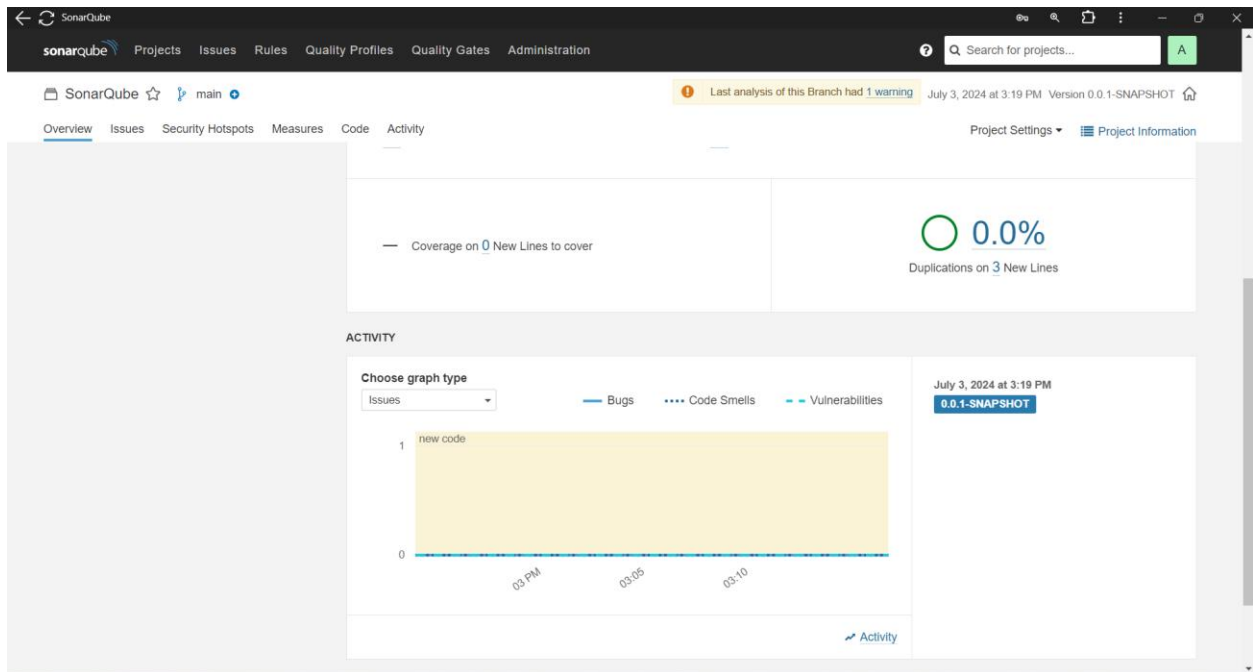 SonarQube
sonarqube Projects Issues Rules Quality Profiles Quality Gates Administration ? Search for projects... A
SonarQube main Last analysis of this Branch had 1 warning July 3, 2024 at 3:19 PM Version 0.0.1-SNAPSHOT
Overview Issues Security Hotspots Measures Code Activity Project Settings Project Information
— Coverage on 0 New Lines to cover
0.0%
Duplications on 3 New Lines
ACTIVITY
Choose graph type
Issues
Bugs Code Smells Vulnerabilities
July 3, 2024 at 3:19 PM
0.0.1-SNAPSHOT
new code
1
0
03 PM 03:05 03:10
Activity